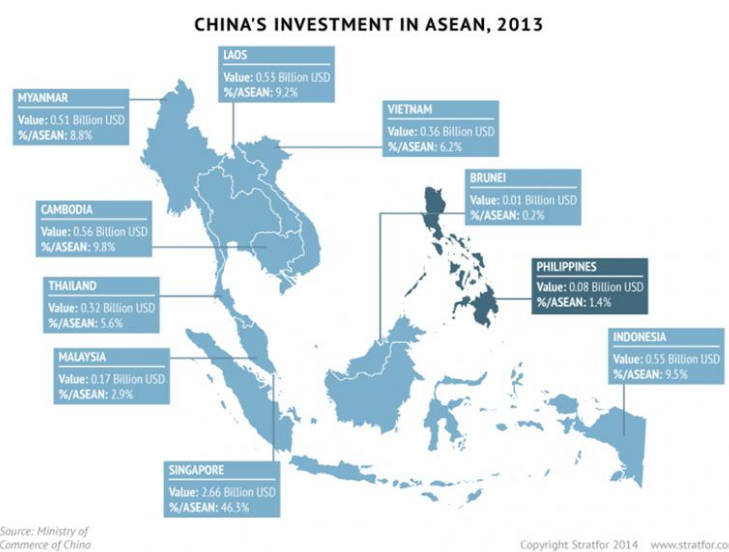 CHINA'S INVESTMENT IN ASEAN, 2013
LAOS
Value: 0.53 Billion USD
%/ASEAN: 9.2%
MYANMAR
Value: 0.51 Billion USD
%/ASEAN: 8.8%
VIETNAM
Value: 0.36 Billion USD
%/ASEAN: 6.2%
BRUNEI
Value: 0.01 Billion USD
%/ASEAN: 0.2%
CAMBODIA
Value: 0.56 Billion USD
%/ASEAN: 9.8%
PHILIPPINES
Value: 0.08 Billion USD
%/ASEAN: 1.4%
THAILAND
Value: 0.32 Billion USD
%/ASEAN: 5.6%
INDONESIA
Value: 0.55 Billion USD
%/ASEAN: 9.5%
MALAYSIA
Value: 0.17 Billion USD
%/ASEAN: 2.9%
SINGAPORE
Value: 2.66 Billion USD
%/ASEAN: 46.3%
Source: Ministry of
Commerce of China
Copyright Stratfor 2014 www.stratfor.co